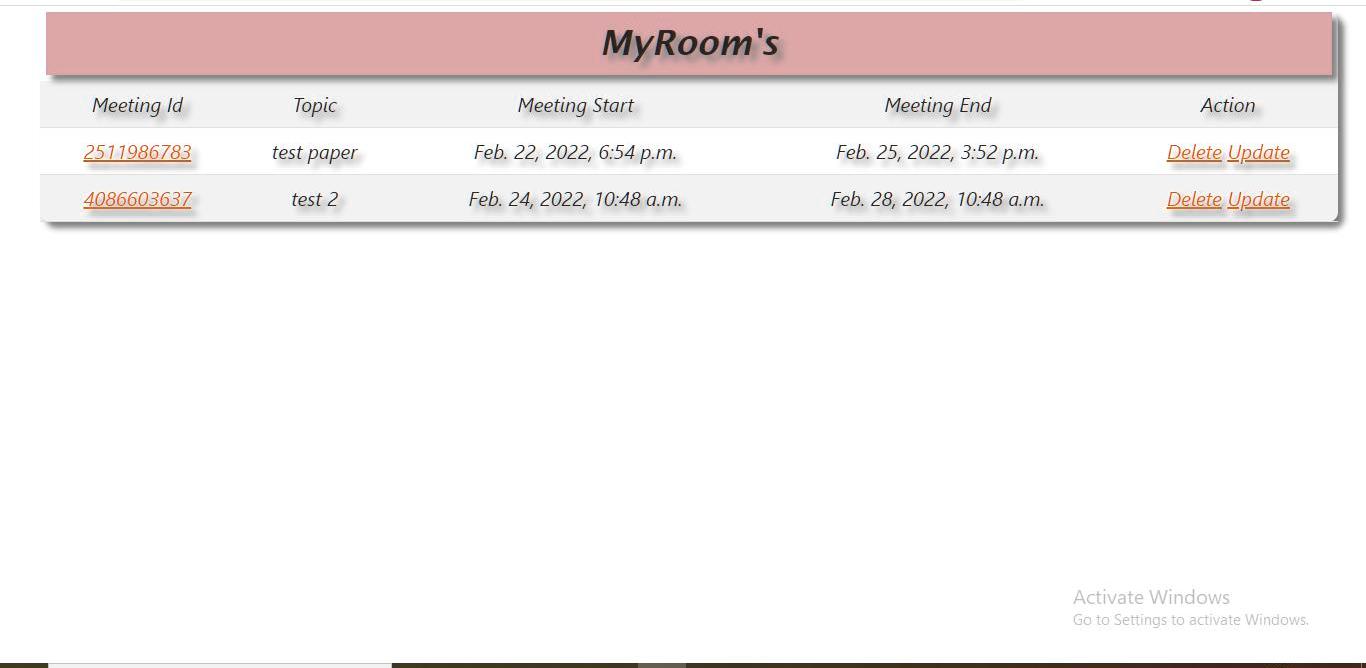 MyRoom's
Meeting Id Topic Meeting Start Meeting End Action
2511986783 test paper Feb. 22, 2022, 6:54 p.m. Feb. 25, 2022, 3:52 p.m. Delete Update
4086603637 test 2 Feb. 24, 2022, 10:48 a.m. Feb. 28, 2022, 10:48 a.m. Delete Update
Activate Windows
Go to Settings to activate Windows.